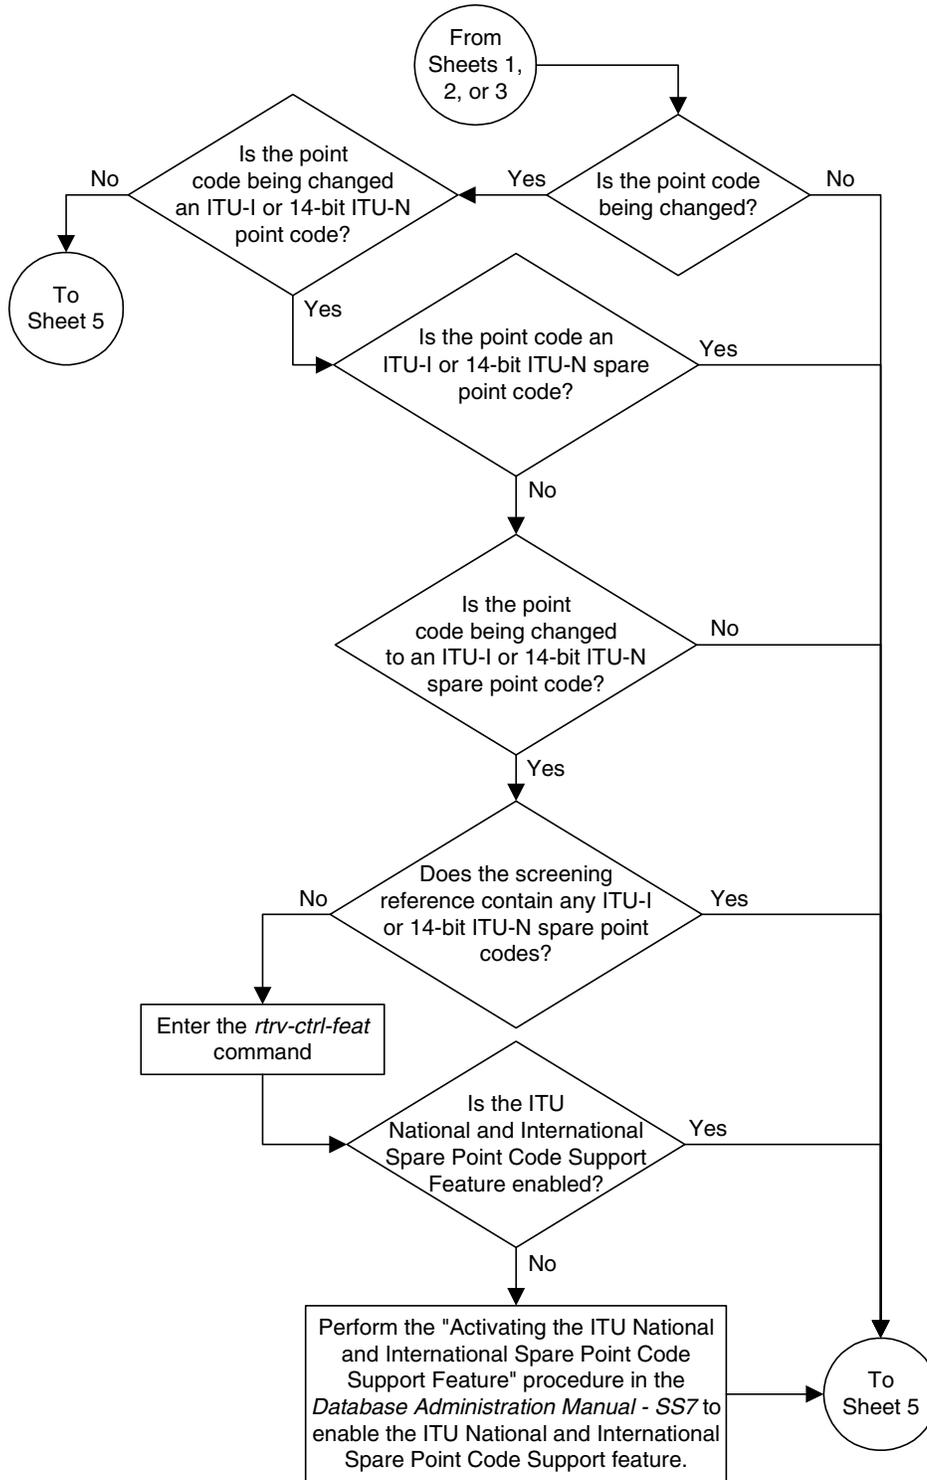 From
Sheets 1,
2, or 3
Is the point code
being changed?
Yes
No
Is the point
code being changed
an ITU-I or 14-bit ITU-N
point code?
No
To
Sheet 5
Yes
Is the point code an
ITU-I or 14-bit ITU-N spare
point code?
Yes
No
Is the point
code being changed
to an ITU-I or 14-bit ITU-N
spare point code?
No
Yes
Does the screening
reference contain any ITU-I
or 14-bit ITU-N spare point
codes?
No
Yes
Enter the rtrv-ctrl-feat
command
Is the ITU
National and International
Spare Point Code Support
Feature enabled?
Yes
No
Perform the "Activating the ITU National
and International Spare Point Code
Support Feature" procedure in the
Database Administration Manual - SS7 to
enable the ITU National and International
Spare Point Code Support feature.
To
Sheet 5